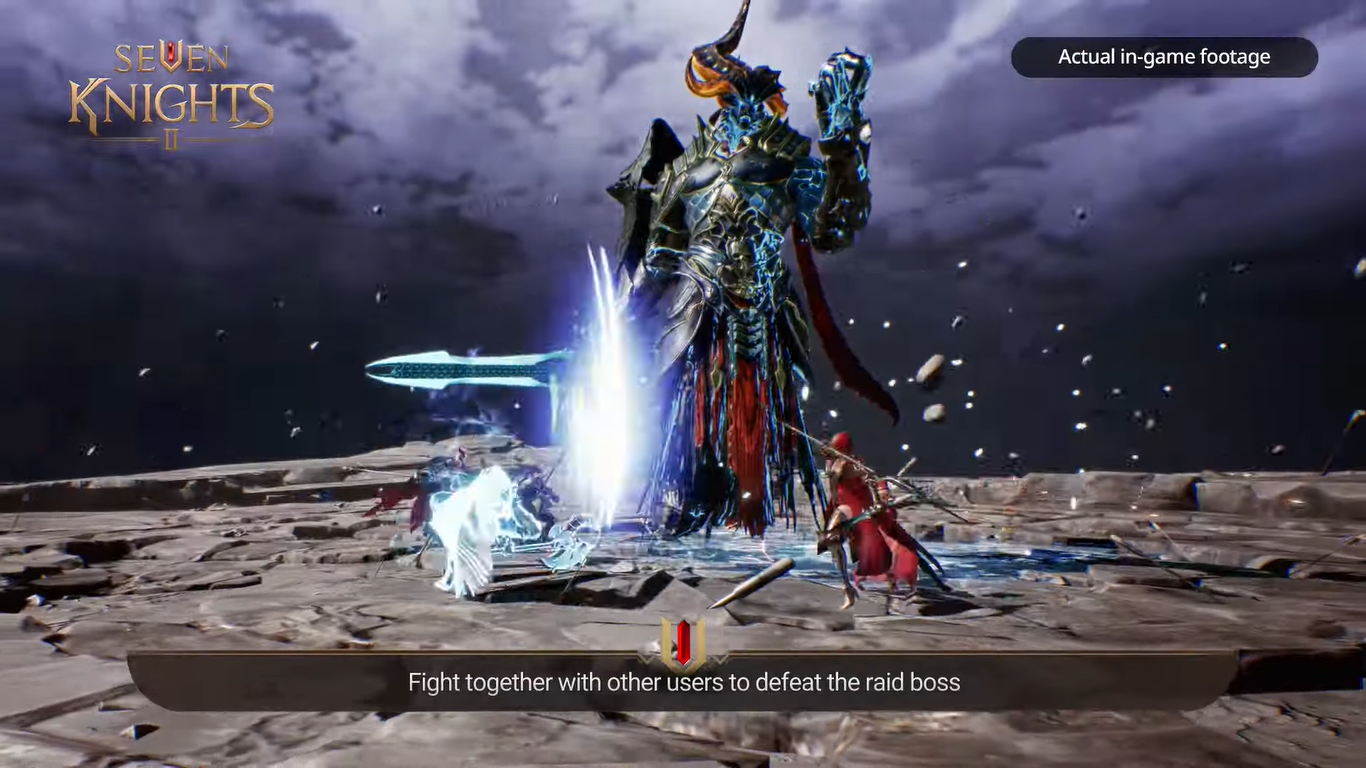 SEVEN
KNIGHTS
II
Actual in-game footage
Fight together with other users to defeat the raid boss